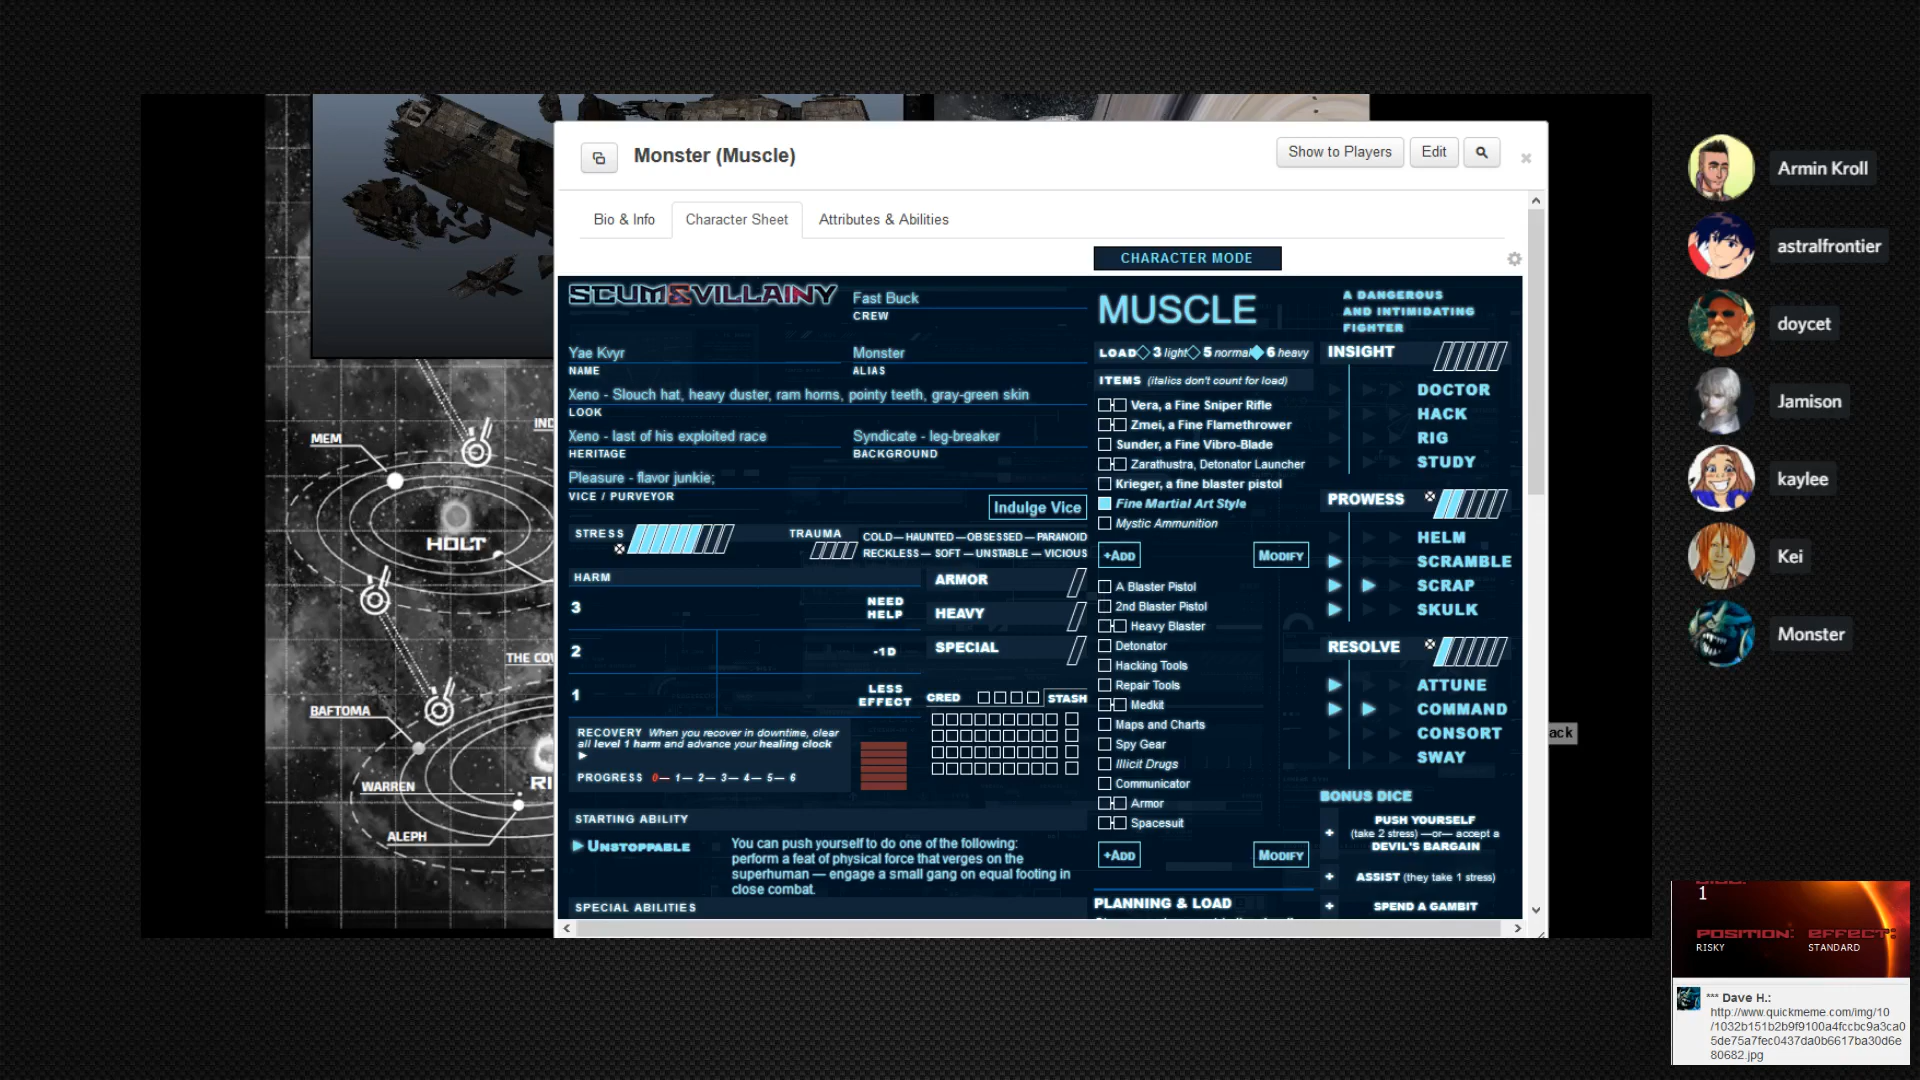 Monster (Muscle)
Show to Players
Edit
Bio & Info
Character Sheet
Attributes & Abilities
CHARACTER MODE
SCUM & VILLAINY
Fast Buck
CREW
Yae Kvyr
NAME
Monster
ALIAS
Xeno - Slouch hat, heavy duster, ram horns, pointy teeth, gray-green skin
LOOK
Xeno - last of his exploited race
HERITAGE
Syndicate - leg-breaker
BACKGROUND
Pleasure - flavor junkie;
VICE / PURVEYOR
Indulge Vice
STRESS
TRAUMA
COLD—HAUNTED—OBSESSED—PARANOID
RECKLESS— SOFT —UNSTABLE— VICIOUS
HARM
3
NEED HELP
2
-1D
1
LESS EFFECT
ARMOR
HEAVY
SPECIAL
CRED
STASH
RECOVERY When you recover in downtime, clear
all level 1 harm and advance your healing clock
PROGRESS 0— 1— 2— 3— 4— 5— 6
STARTING ABILITY
UNSTOPPABLE
You can push yourself to do one of the following:
perform a feat of physical force that verges on the
superhuman — engage a small gang on equal footing in
close combat.
SPECIAL ABILITIES
MUSCLE
A DANGEROUS
AND INTIMIDATING
FIGHTER
LOAD 3 light 5 normal 6 heavy
ITEMS (italics don't count for load)
Vera, a Fine Sniper Rifle
Zmei, a Fine Flamethrower
Sunder, a Fine Vibro-Blade
Zarathustra, Detonator Launcher
Krieger, a fine blaster pistol
Fine Martial Art Style
Mystic Ammunition
+ADD
MODIFY
A Blaster Pistol
2nd Blaster Pistol
Heavy Blaster
Detonator
Hacking Tools
Repair Tools
Medkit
Maps and Charts
Spy Gear
Illicit Drugs
Communicator
Armor
Spacesuit
+ADD
MODIFY
PLANNING & LOAD
INSIGHT
DOCTOR
HACK
RIG
STUDY
PROWESS
HELM
SCRAMBLE
SCRAP
SKULK
RESOLVE
ATTUNE
COMMAND
CONSORT
SWAY
BONUS DICE
+ PUSH YOURSELF
(take 2 stress) —or— accept a
DEVIL'S BARGAIN
+ ASSIST (they take 1 stress)
+ SPEND A GAMBIT
MEM
HOLT
BAFTOMA
WARREN
ALEPH
ack
Armin Kroll
astralfrontier
doycet
Jamison
kaylee
Kei
Monster
1
POSITION: EFFECT:
RISKY STANDARD
*** Dave H.:
http://www.quickmeme.com/img/10
/1032b151b2b9f9100a4fccbc9a3ca0
5de75a7fec0437da0b6617ba30d6e
80682.jpg